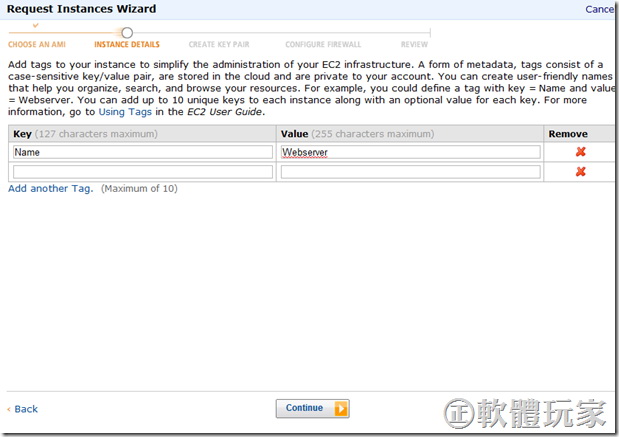 Request Instances Wizard Cance
CHOOSE AN AMI INSTANCE DETAILS CREATE KEY PAIR CONFIGURE FIREWALL REVIEW
Add tags to your instance to simplify the administration of your EC2 infrastructure. A form of metadata, tags consist of a
case-sensitive key/value pair, are stored in the cloud and are private to your account. You can create user-friendly names
that help you organize, search, and browse your resources. For example, you could define a tag with key = Name and value
= Webserver. You can add up to 10 unique keys to each instance along with an optional value for each key. For more
information, go to Using Tags in the EC2 User Guide.
Key (127 characters maximum) Value (255 characters maximum) Remove
Name Webserver
Add another Tag. (Maximum of 10)
< Back Continue
正軟體玩家